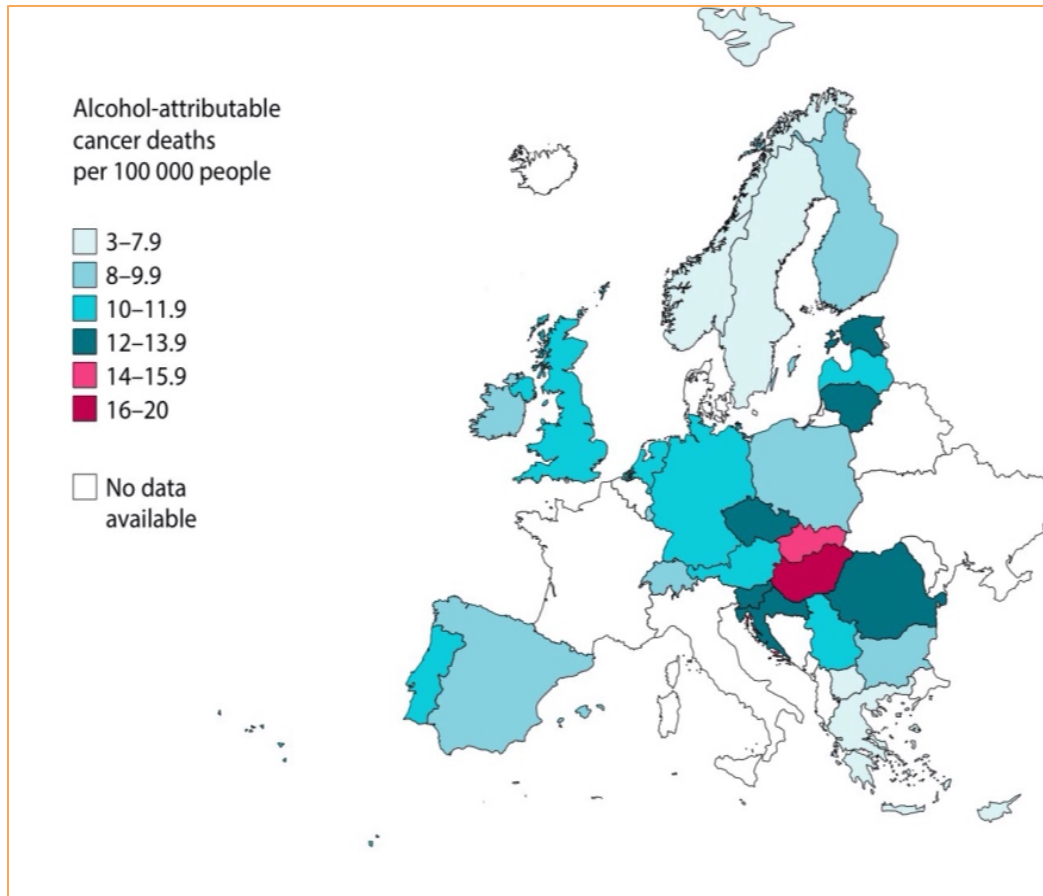 Alcohol-attributable
cancer deaths
per 100 000 people
3–7.9
8–9.9
10–11.9
12–13.9
14–15.9
16–20
No data
available